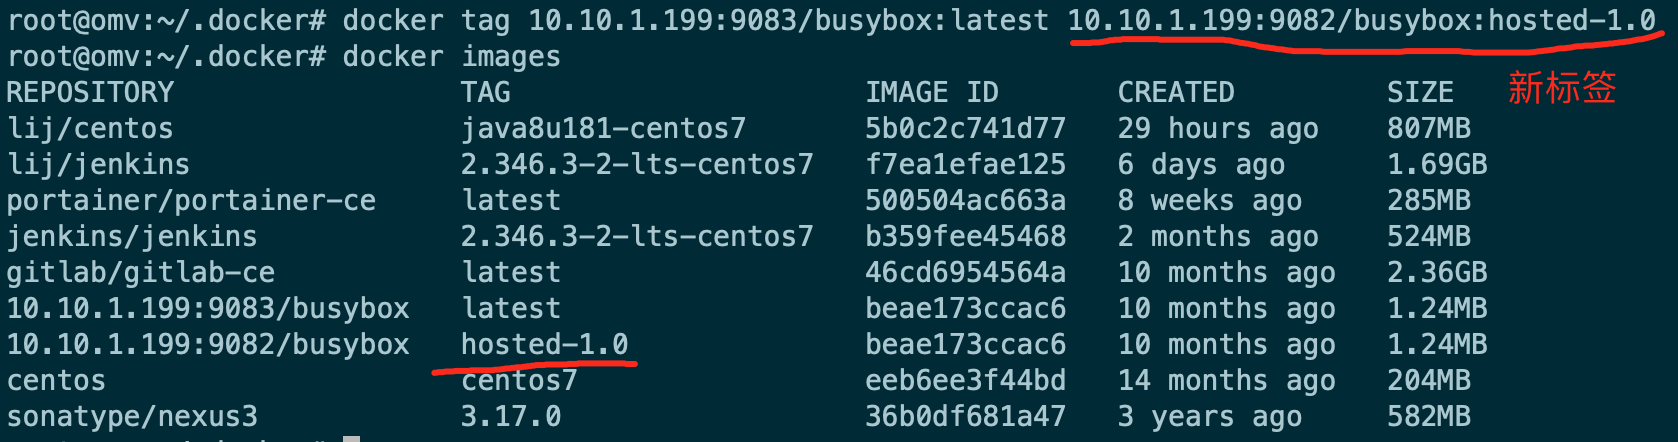 root@omv:~/.docker# docker tag 10.10.1.199:9083/busybox:latest 10.10.1.199:9082/busybox:hosted-1.0
root@omv:~/.docker# docker images
REPOSITORY TAG IMAGE ID CREATED SIZE 新标签
lij/centos java8u181-centos7 5b0c2c741d77 29 hours ago 807MB
lij/jenkins 2.346.3-2-lts-centos7 f7ea1efae125 6 days ago 1.69GB
portainer/portainer-ce latest 500504ac663a 8 weeks ago 285MB
jenkins/jenkins 2.346.3-2-lts-centos7 b359fee45468 2 months ago 524MB
gitlab/gitlab-ce latest 46cd6954564a 10 months ago 2.36GB
10.10.1.199:9083/busybox latest beae173ccac6 10 months ago 1.24MB
10.10.1.199:9082/busybox hosted-1.0 beae173ccac6 10 months ago 1.24MB
centos centos7 eeb6ee3f44bd 14 months ago 204MB
sonatype/nexus3 3.17.0 36b0df681a47 3 years ago 582MB